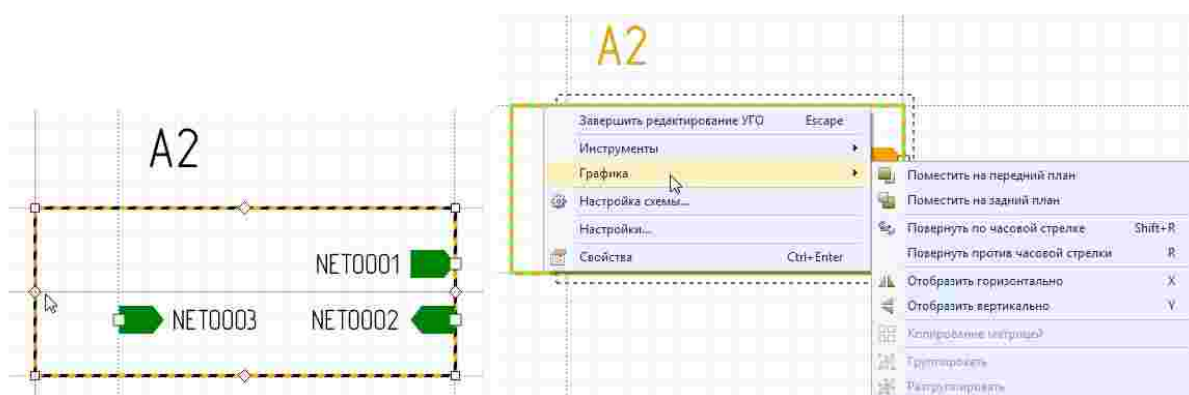 A2
NET0001
NET0003 NET0002
A2
Завершить редактирование УГО Escape
Инструменты
Графика
Настройка схемы...
Настройки...
Свойства Ctrl+Enter
Поместить на передний план
Поместить на задний план
Повернуть по часовой стрелке Shift+R
Повернуть против часовой стрелки R
Отобразить горизонтально X
Отобразить вертикально Y
Копирование матрицей
Группировать
Разгруппировать